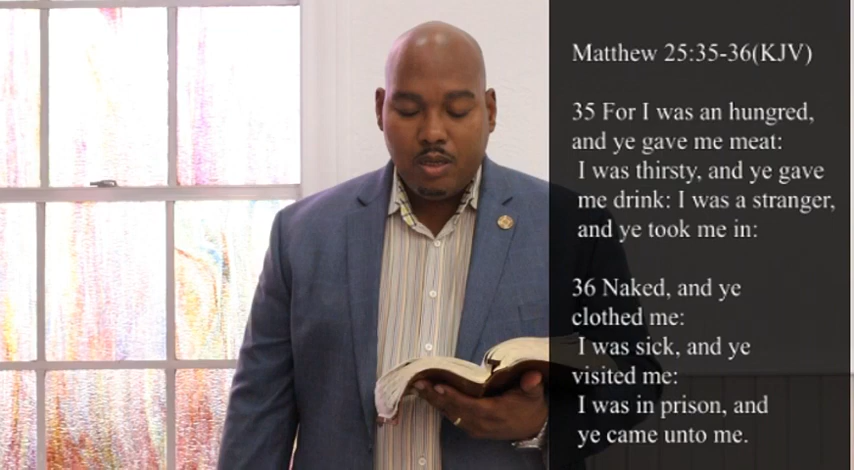 Matthew 25:35-36(KJV)
35 For I was an hungred,
and ye gave me meat:
I was thirsty, and ye gave
me drink: I was a stranger,
and ye took me in:
36 Naked, and ye
clothed me:
I was sick, and ye
visited me:
I was in prison, and
ye came unto me.